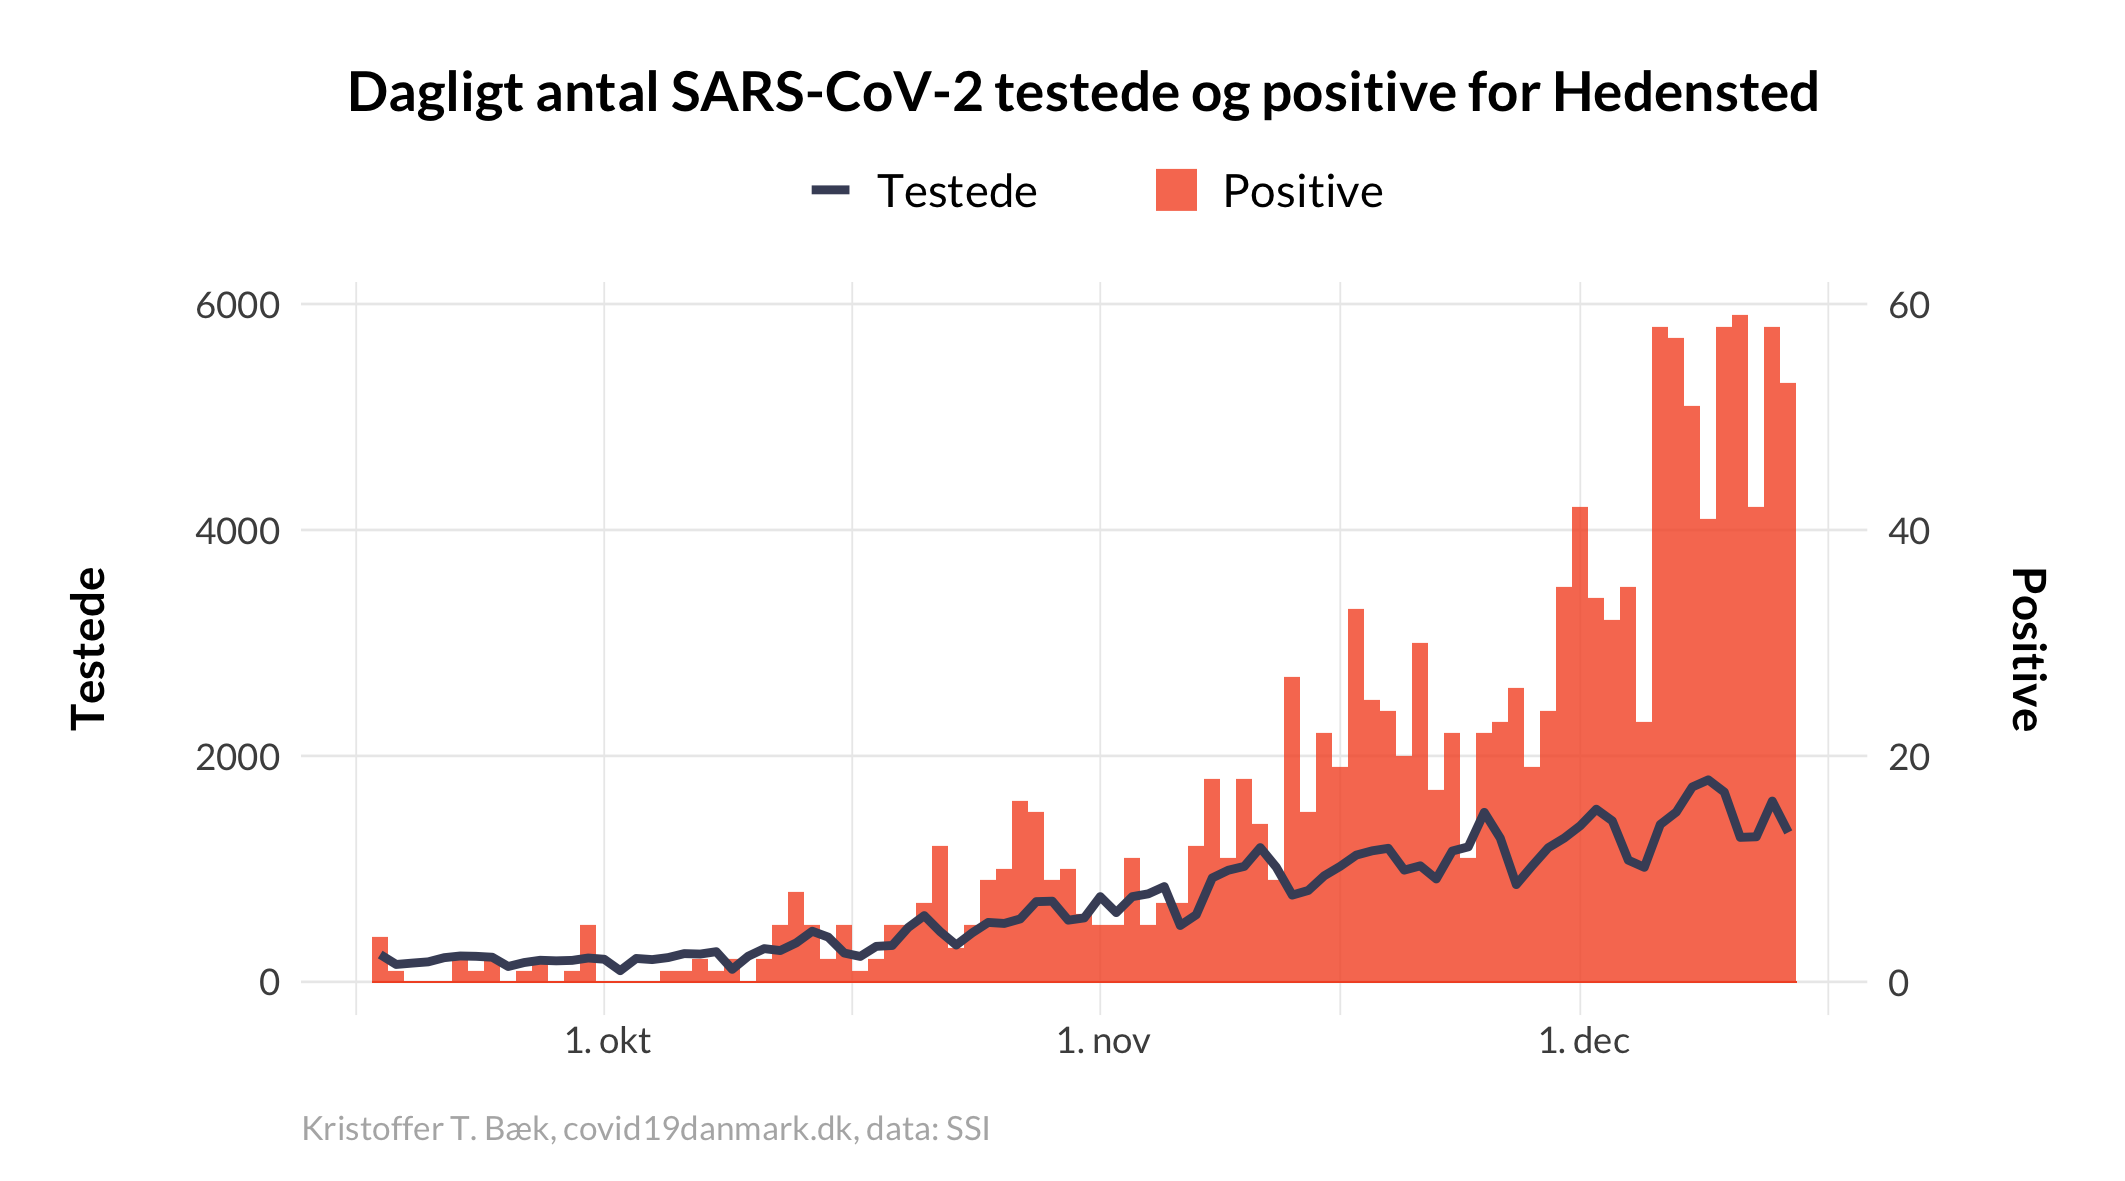 Dagligt antal SARS-CoV-2 testede og positive for Hedensted
Testede
Positive
6000
4000
2000
0
Testede
60
40
20
0
Positive
1. okt
1. nov
1. dec
Kristoffer T. Bæk, covid19danmark.dk, data: SSI